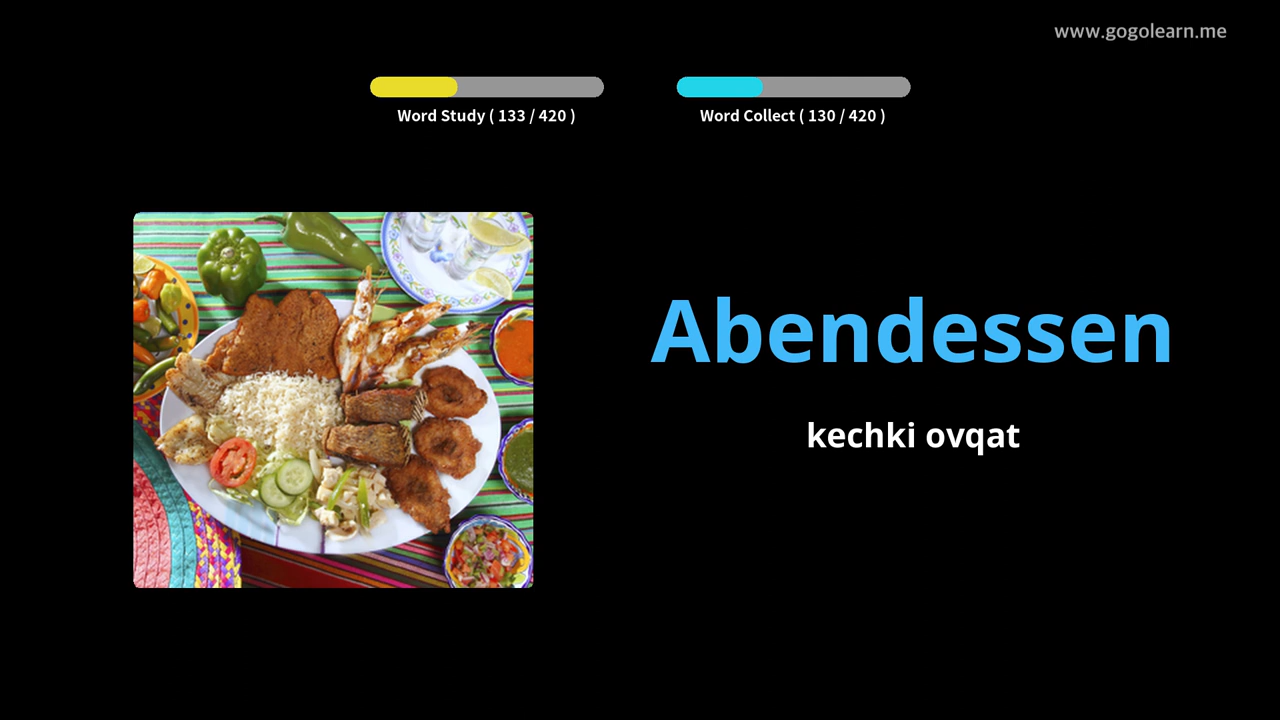 www.gogolearn.me
Word Study ( 133 / 420 )
Word Collect ( 130 / 420 )
Abendessen
kechki ovqat